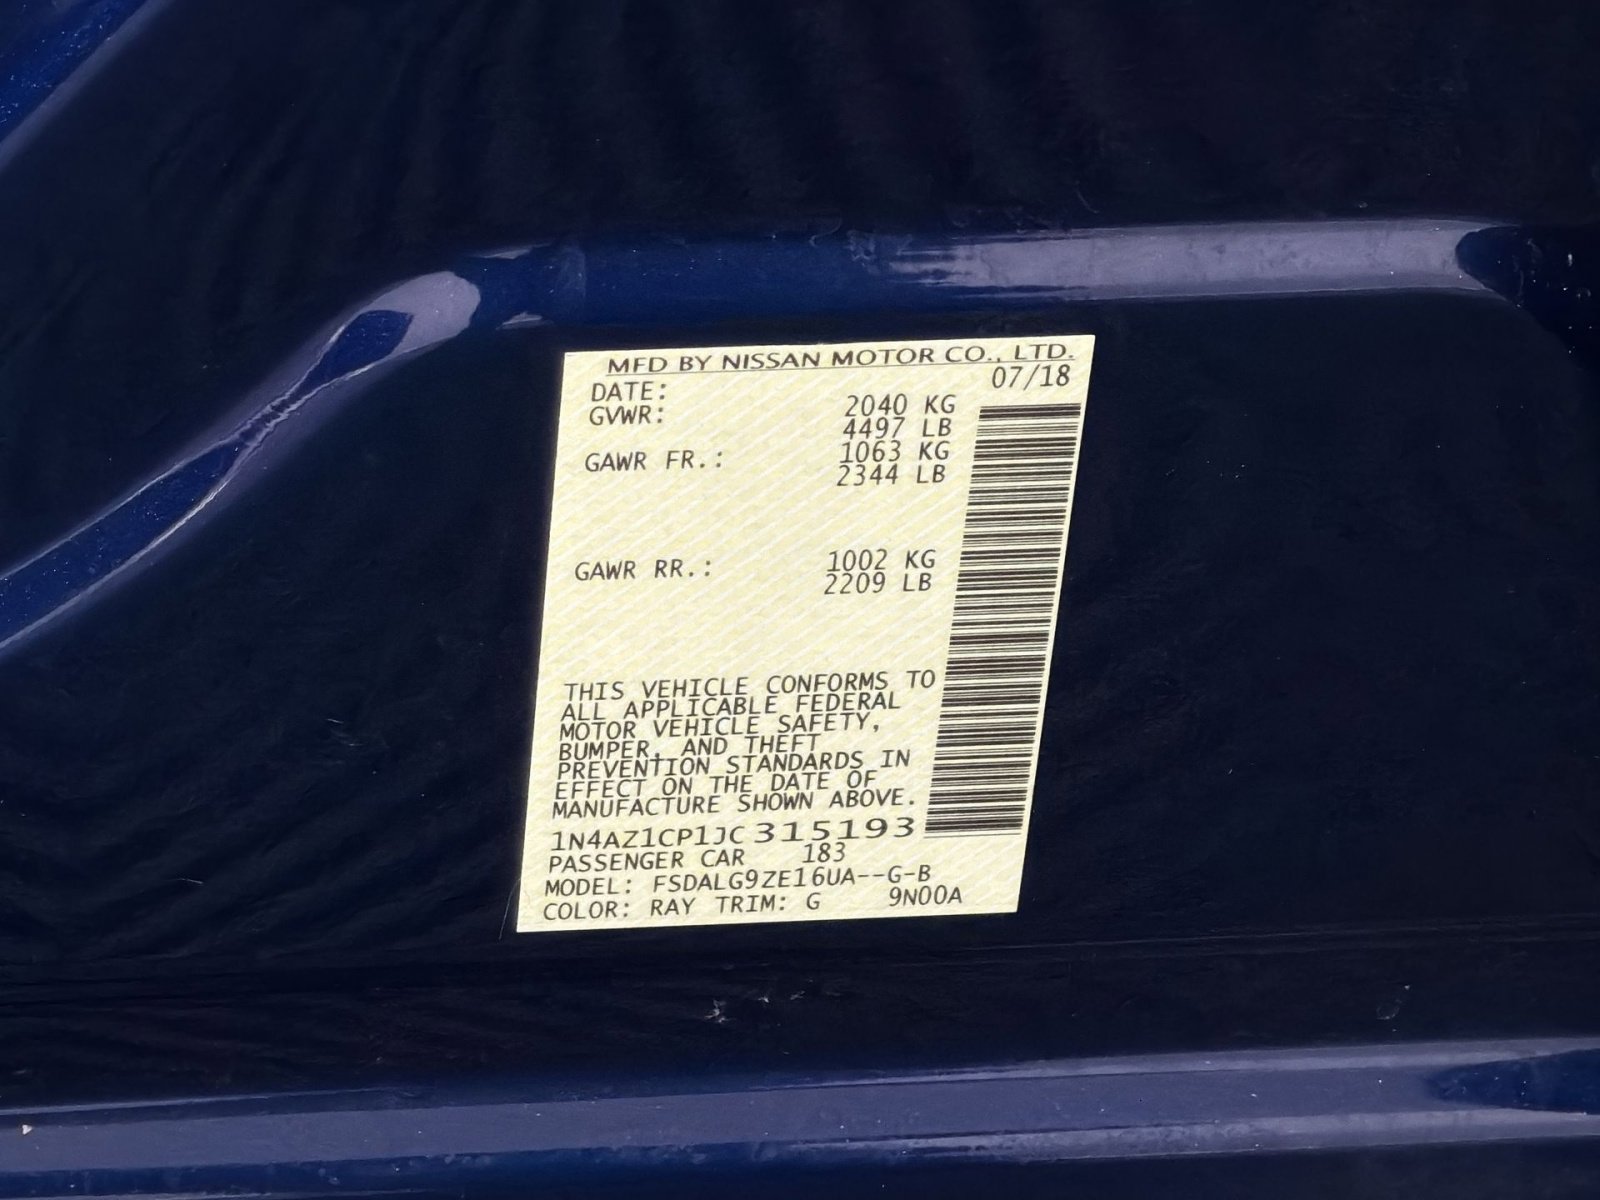 MFD BY NISSAN MOTOR CO., LTD.
DATE: 07/18
GVWR: 2040 KG
4497 LB
GAWR FR.: 1063 KG
2344 LB
GAWR RR.: 1002 KG
2209 LB
THIS VEHICLE CONFORMS TO
ALL APPLICABLE FEDERAL
MOTOR VEHICLE SAFETY,
BUMPER, AND THEFT
PREVENTION STANDARDS IN
EFFECT ON THE DATE OF
MANUFACTURE SHOWN ABOVE.
1N4AZ1CP1JC315193
PASSENGER CAR 183
MODEL: FSDALG9ZE16UA--G-B
COLOR: RAY TRIM: G 9N00A